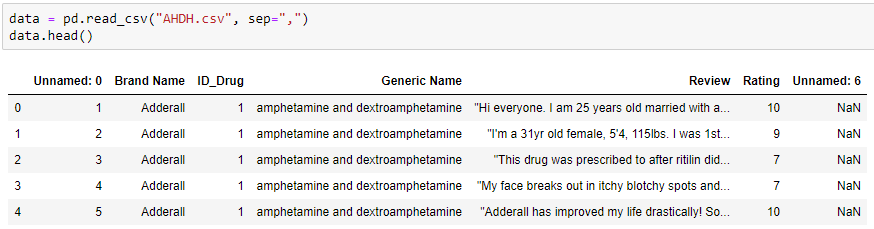 data = pd.read_csv("AHDH.csv", sep=",")
data.head()
Unnamed: 0 Brand Name ID_Drug Generic Name Review Rating Unnamed: 6
0 1 Adderall 1 amphetamine and dextroamphetamine "Hi everyone. I am 25 years old married with a... 10 NaN
1 2 Adderall 1 amphetamine and dextroamphetamine "I'm a 31yr old female, 5'4, 115lbs. I was 1st... 9 NaN
2 3 Adderall 1 amphetamine and dextroamphetamine "This drug was prescribed to after ritilin did... 7 NaN
3 4 Adderall 1 amphetamine and dextroamphetamine "My face breaks out in itchy blotchy spots and... 7 NaN
4 5 Adderall 1 amphetamine and dextroamphetamine "Adderall has improved my life drastically! So... 10 NaN